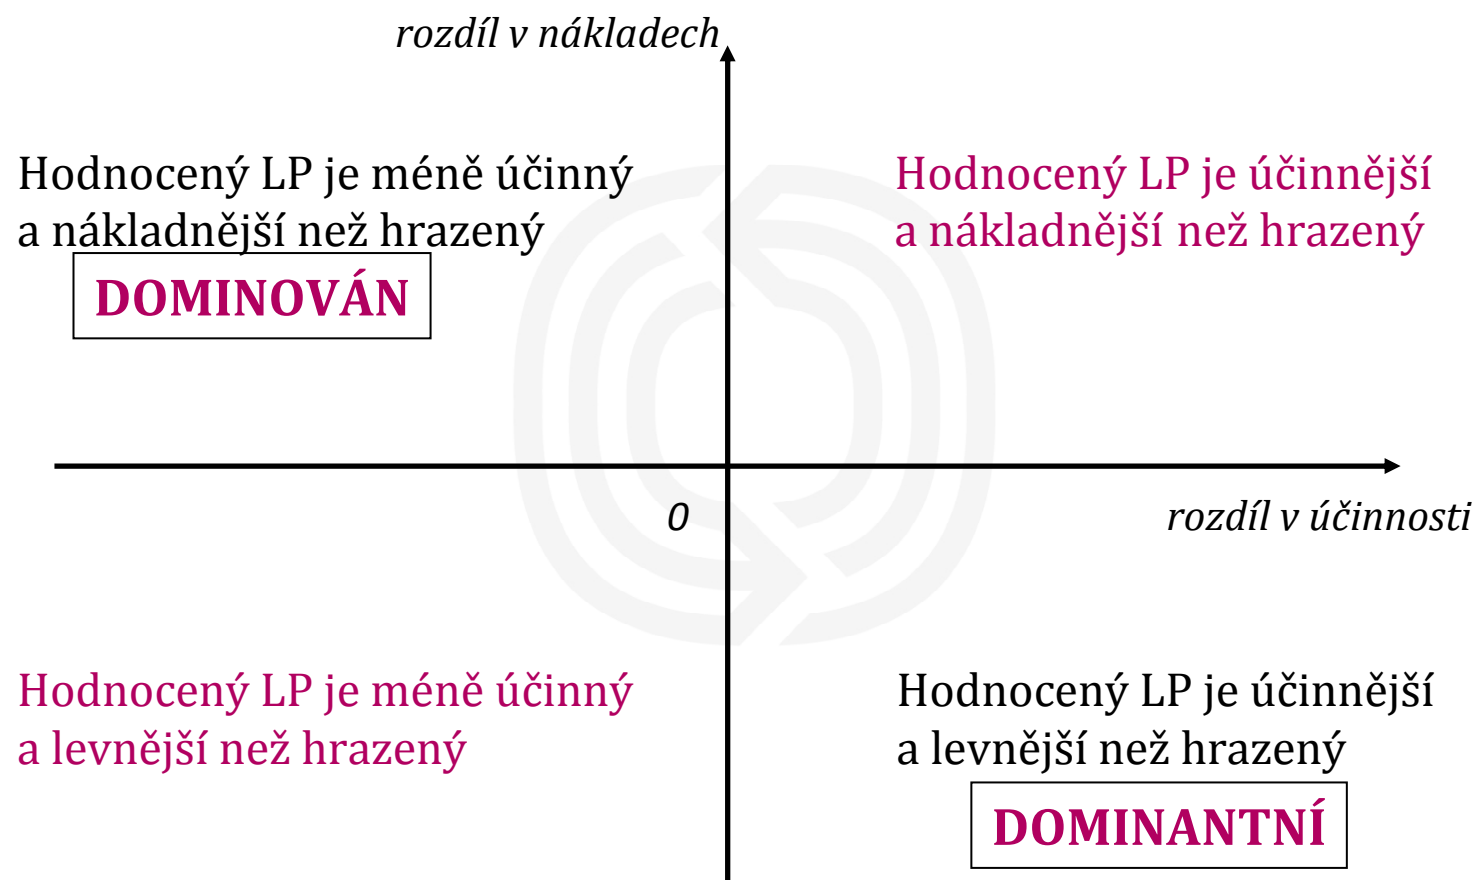 rozdíl v nákladech
Hodnocený LP je méně účinný
a nákladnější než hrazený
DOMINOVÁN
Hodnocený LP je účinnější
a nákladnější než hrazený
0
rozdíl v účinnosti
Hodnocený LP je méně účinný
a levnější než hrazený
Hodnocený LP je účinnější
a levnější než hrazený
DOMINANTNÍ